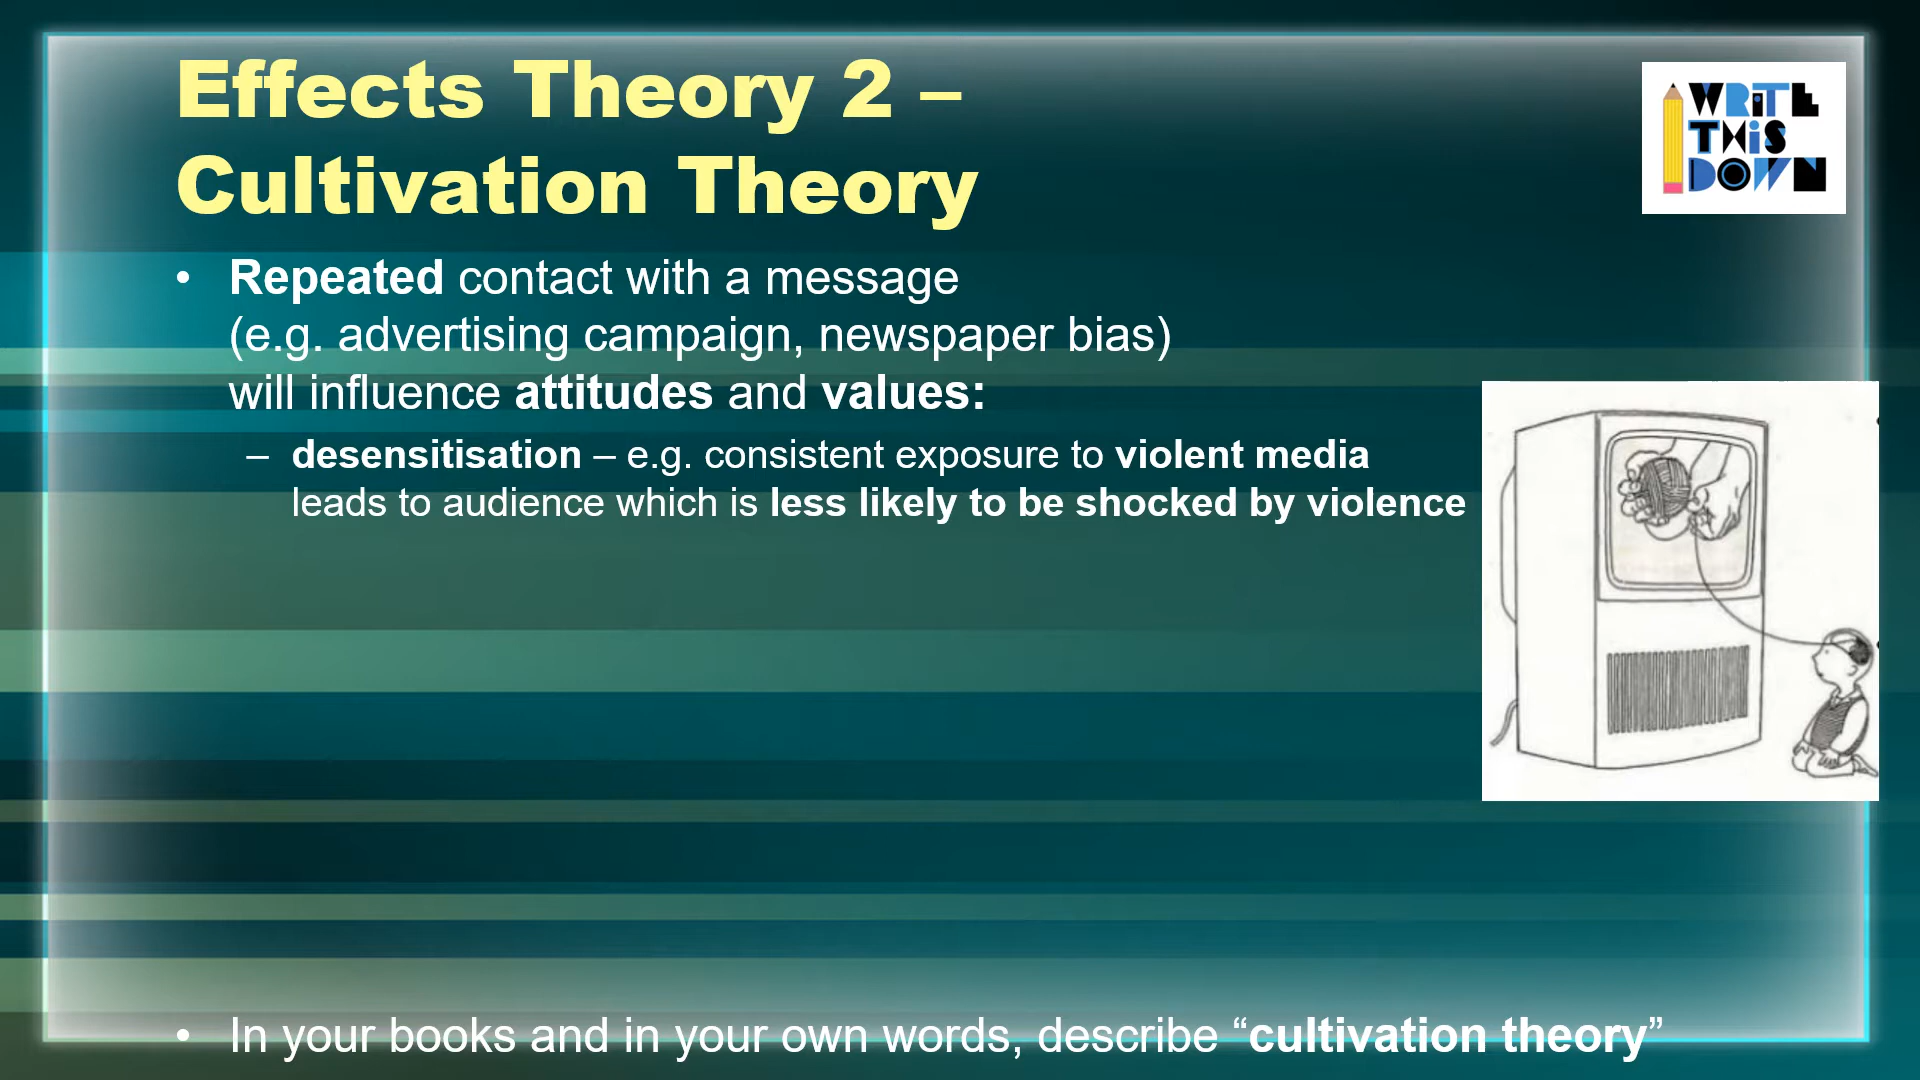 Effects Theory 2 –
Cultivation Theory
WRiTE
THiS
DOWN
• Repeated contact with a message
(e.g. advertising campaign, newspaper bias)
will influence attitudes and values:
– desensitisation – e.g. consistent exposure to violent media
leads to audience which is less likely to be shocked by violence
• In your books and in your own words, describe “cultivation theory”